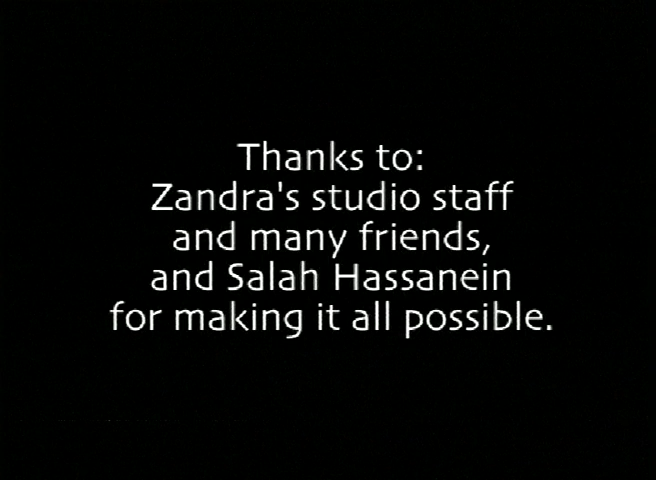 Thanks to:
Zandra's studio staff
and many friends,
and Salah Hassanein
for making it all possible.